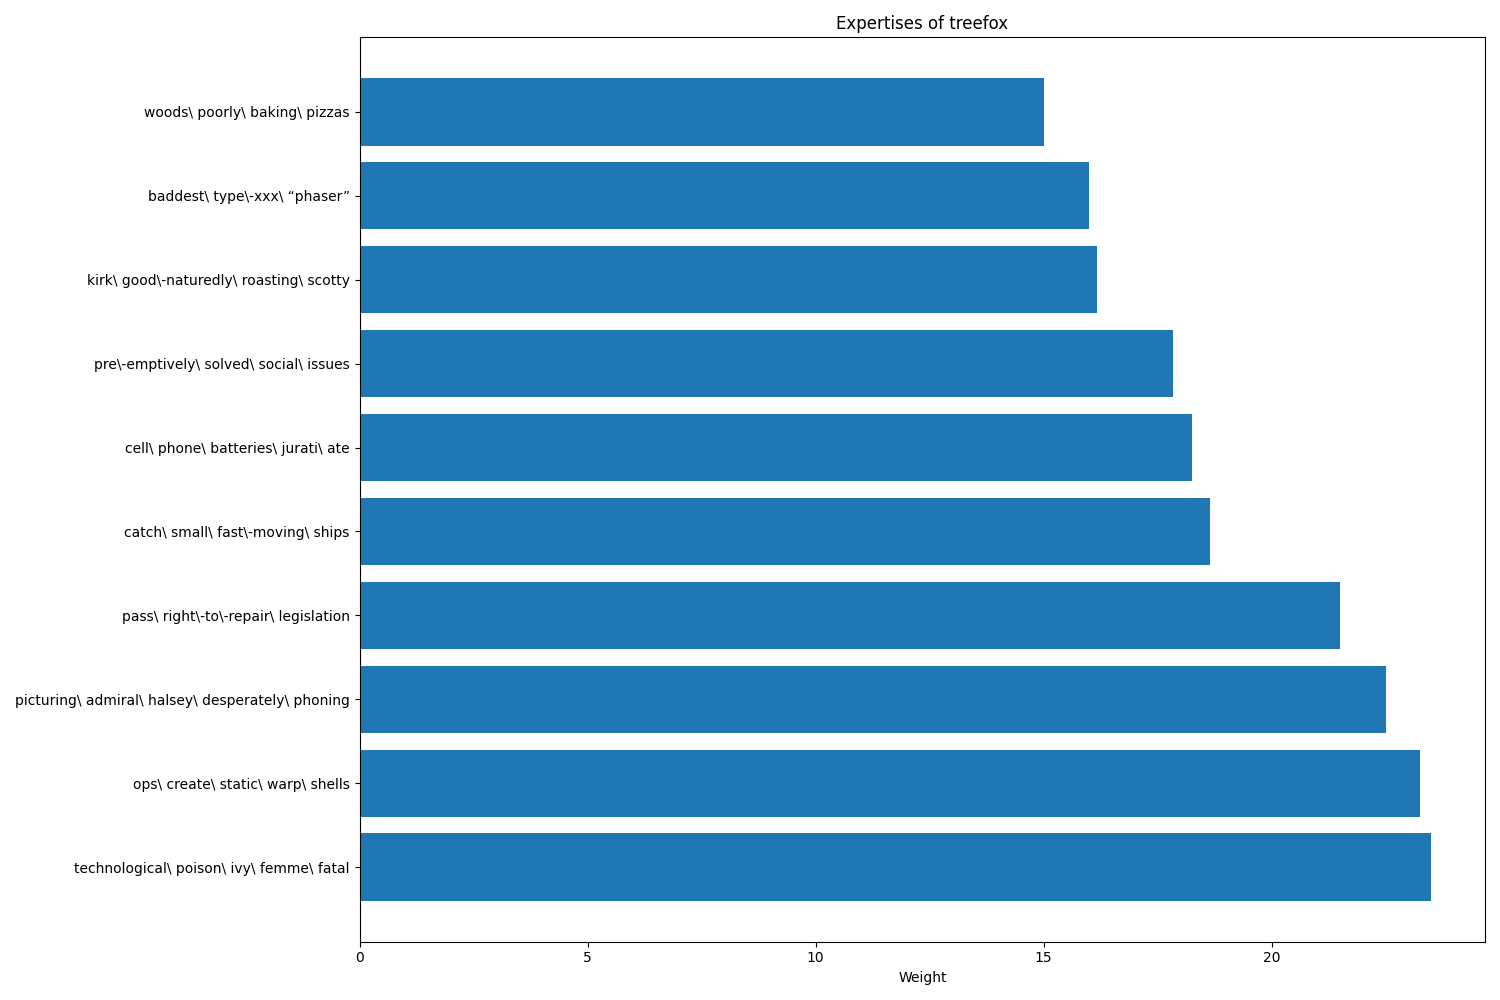 Expertises of treefox
woods\ poorly\ baking\ pizzas
baddest\ type\-xxx\ “phaser”
kirk\ good\-naturedly\ roasting\ scotty
pre\-emptively\ solved\ social\ issues
cell\ phone\ batteries\ jurati\ ate
catch\ small\ fast\-moving\ ships
pass\ right\-to\-repair\ legislation
picturing\ admiral\ halsey\ desperately\ phoning
ops\ create\ static\ warp\ shells
technological\ poison\ ivy\ femme\ fatal
0 5 10 15 20
Weight